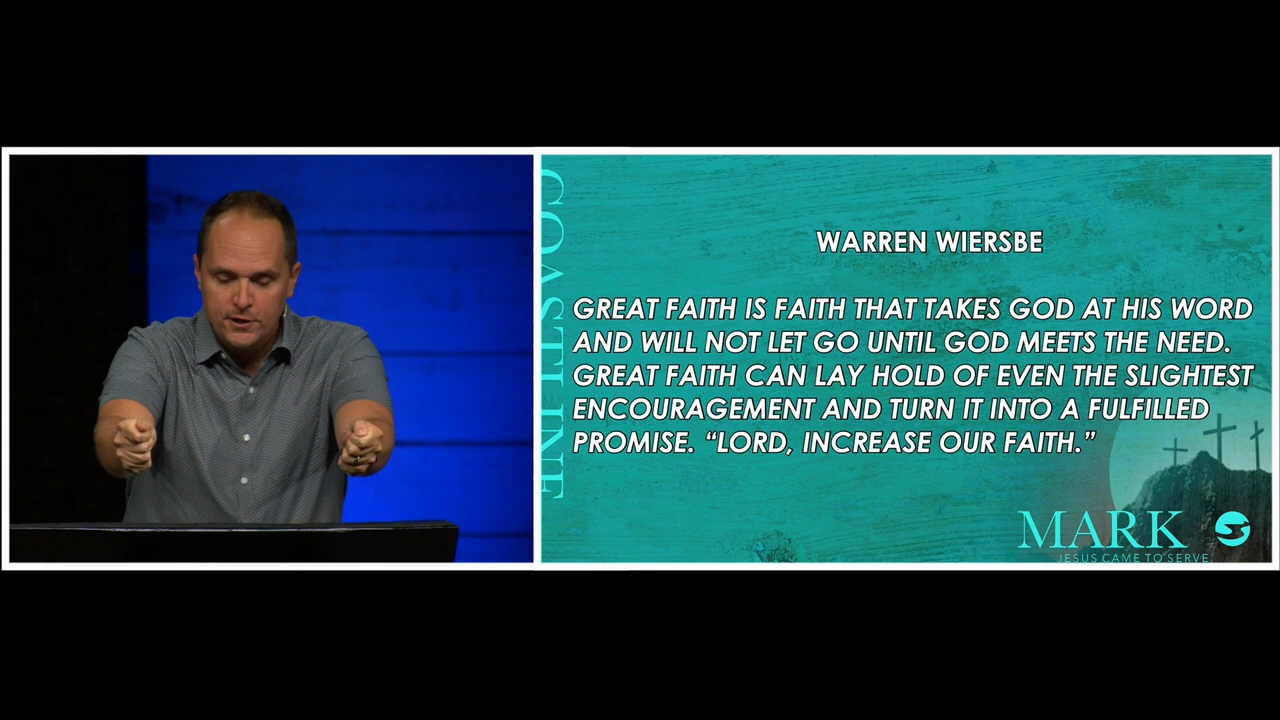 COASTLINE
WARREN WIERSBE
GREAT FAITH IS FAITH THAT TAKES GOD AT HIS WORD
AND WILL NOT LET GO UNTIL GOD MEETS THE NEED.
GREAT FAITH CAN LAY HOLD OF EVEN THE SLIGHTEST
ENCOURAGEMENT AND TURN IT INTO A FULFILLED
PROMISE. “LORD, INCREASE OUR FAITH.”
MARK
JESUS CAME TO SERVE